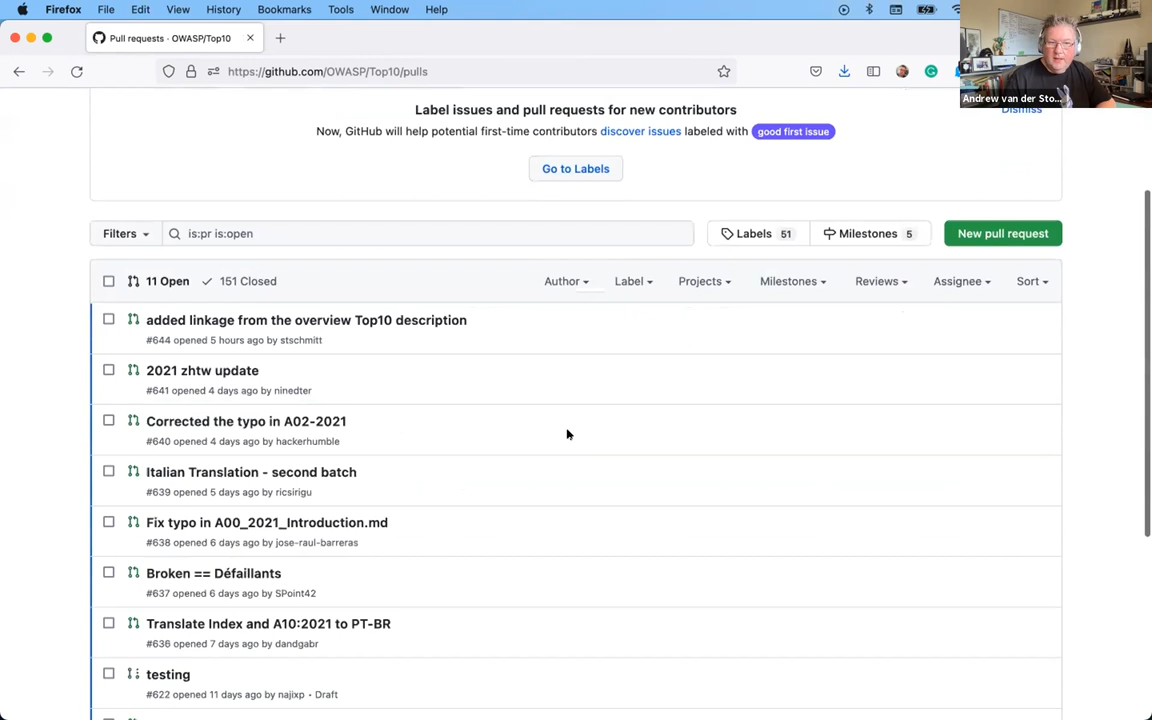 Firefox File Edit View History Bookmarks Tools Window Help
Pull requests · OWASP/Top10
https://github.com/OWASP/Top10/pulls
Andrew van der Sto...
Dismiss
Label issues and pull requests for new contributors
Now, GitHub will help potential first-time contributors discover issues labeled with good first issue
Go to Labels
Filters is:pr is:open Labels 51 Milestones 5 New pull request
11 Open 151 Closed Author Label Projects Milestones Reviews Assignee Sort
added linkage from the overview Top10 description
#644 opened 5 hours ago by stschmitt
2021 zhtw update
#641 opened 4 days ago by ninedter
Corrected the typo in A02-2021
#640 opened 4 days ago by hackerhumble
Italian Translation - second batch
#639 opened 5 days ago by ricsirigu
Fix typo in A00_2021_Introduction.md
#638 opened 6 days ago by jose-raul-barreras
Broken == Défaillants
#637 opened 6 days ago by SPoint42
Translate Index and A10:2021 to PT-BR
#636 opened 7 days ago by dandgabr
testing
#622 opened 11 days ago by najixp • Draft